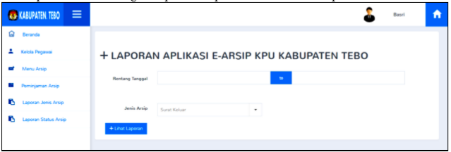 KABUPATEN TEBO
Basri
Beranda
Kelola Pegawai
Menu Arsip
Peminjaman Arsip
Laporan Jenis Arsip
Laporan Status Arsip
+ LAPORAN APLIKASI E-ARSIP KPU KABUPATEN TEBO
Rentang Tanggal
Jenis Arsip
Surat Keluar
+ Lihat Laporan